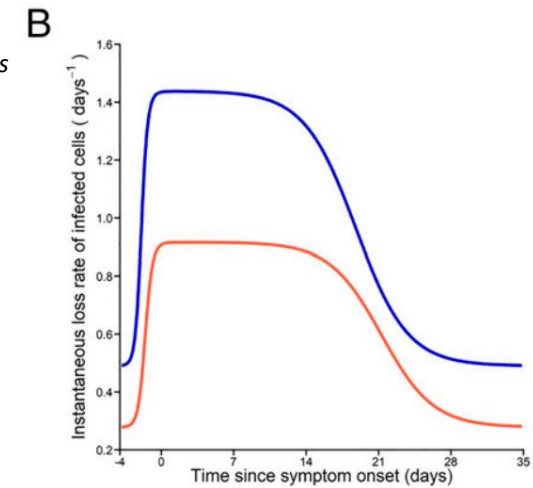 B
s
Instantaneous loss rate of infected cells ( days⁻¹ )
1.6
1.4
1.2
1.0
0.8
0.6
0.4
0.2
-4 0 7 14 21 28 35
Time since symptom onset (days)